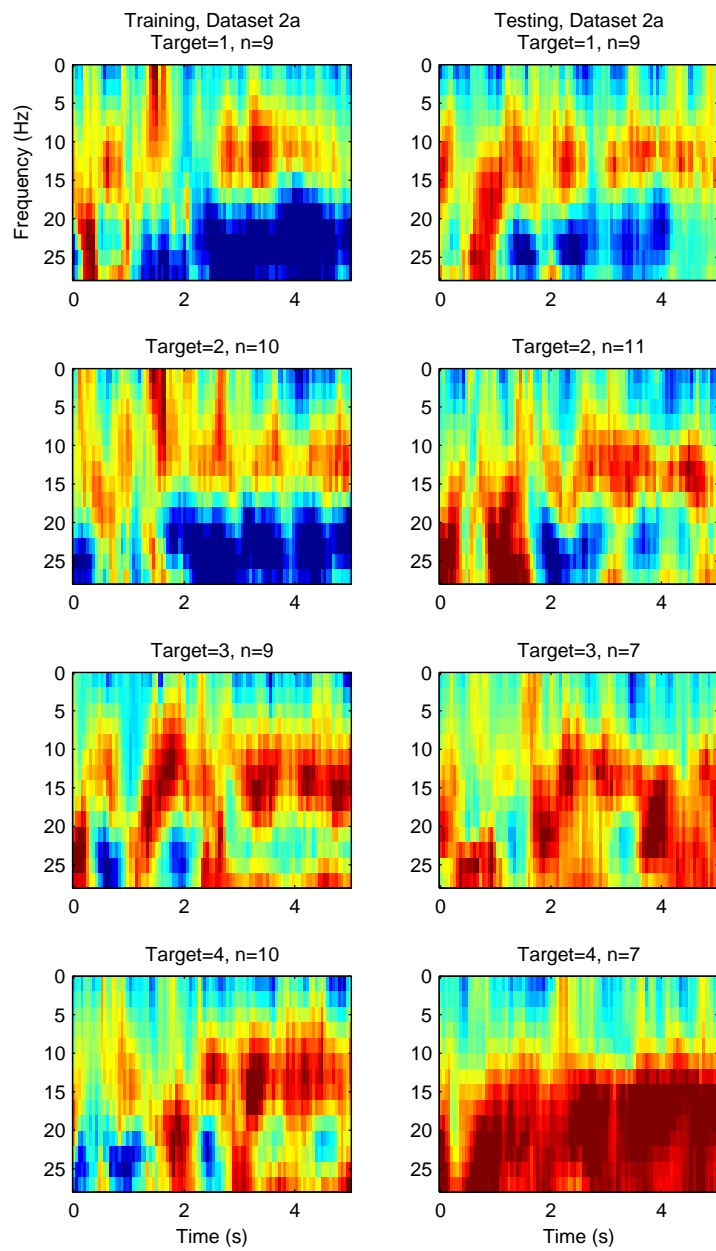 Training, Dataset 2a
Target=1, n=9
Testing, Dataset 2a
Target=1, n=9
Frequency (Hz)
0
5
10
15
20
25
0 2 4
0
5
10
15
20
25
0 2 4
Target=2, n=10
0
5
10
15
20
25
0 2 4
Target=2, n=11
0
5
10
15
20
25
0 2 4
Target=3, n=9
0
5
10
15
20
25
0 2 4
Target=3, n=7
0
5
10
15
20
25
0 2 4
Target=4, n=10
0
5
10
15
20
25
0 2 4
Time (s)
Target=4, n=7
0
5
10
15
20
25
0 2 4
Time (s)